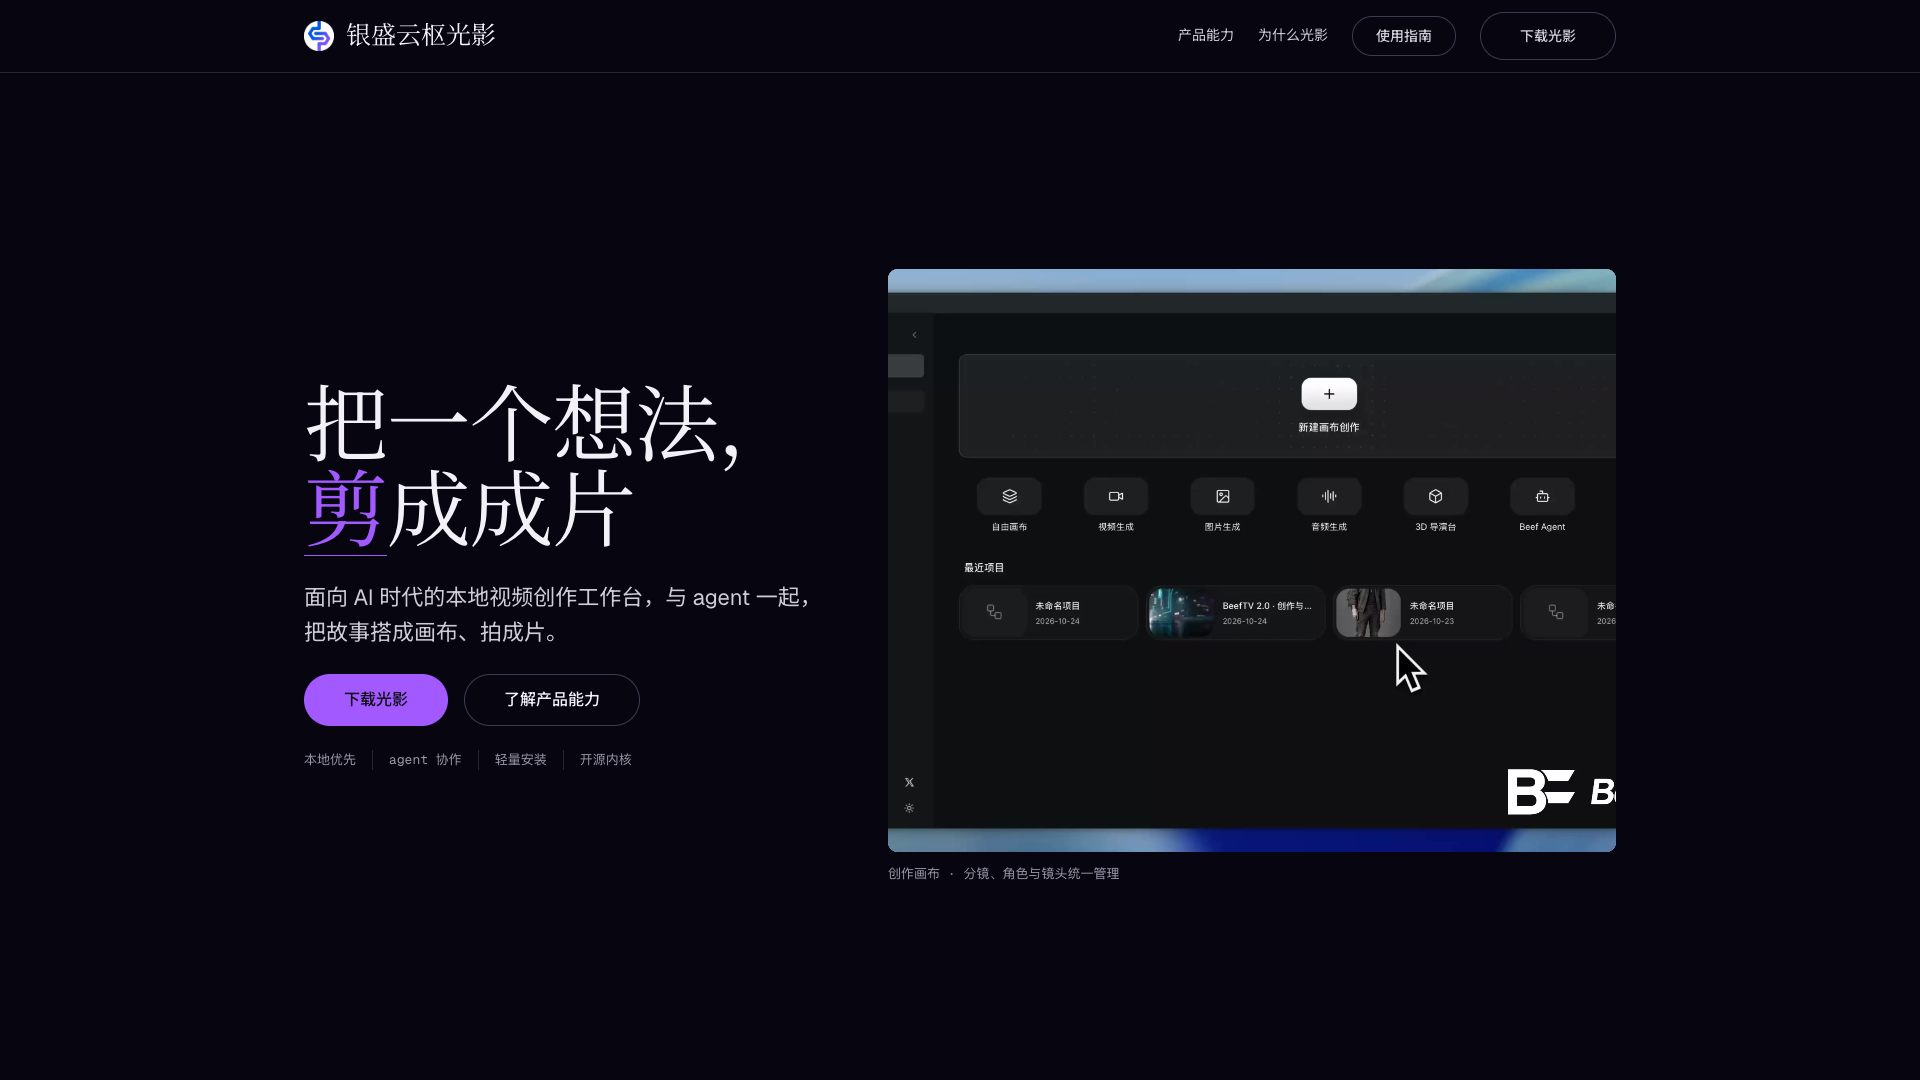 银盛云枢光影
产品能力
为什么光影
使用指南
下载光影
把一个想法，
剪成成片
面向 AI 时代的本地视频创作工作台，与 agent 一起，
把故事搭成画布、拍成片。
下载光影
了解产品能力
本地优先
agent 协作
轻量安装
开源内核
新建画布创作
自由画布
视频生成
图片生成
音频生成
3D 导演台
Beef Agent
最近项目
未命名项目
2026-10-24
BeefTV 2.0 · 创作与...
2026-10-24
未命名项目
2026-10-23
未命
2026
创作画布 · 分镜、角色与镜头统一管理